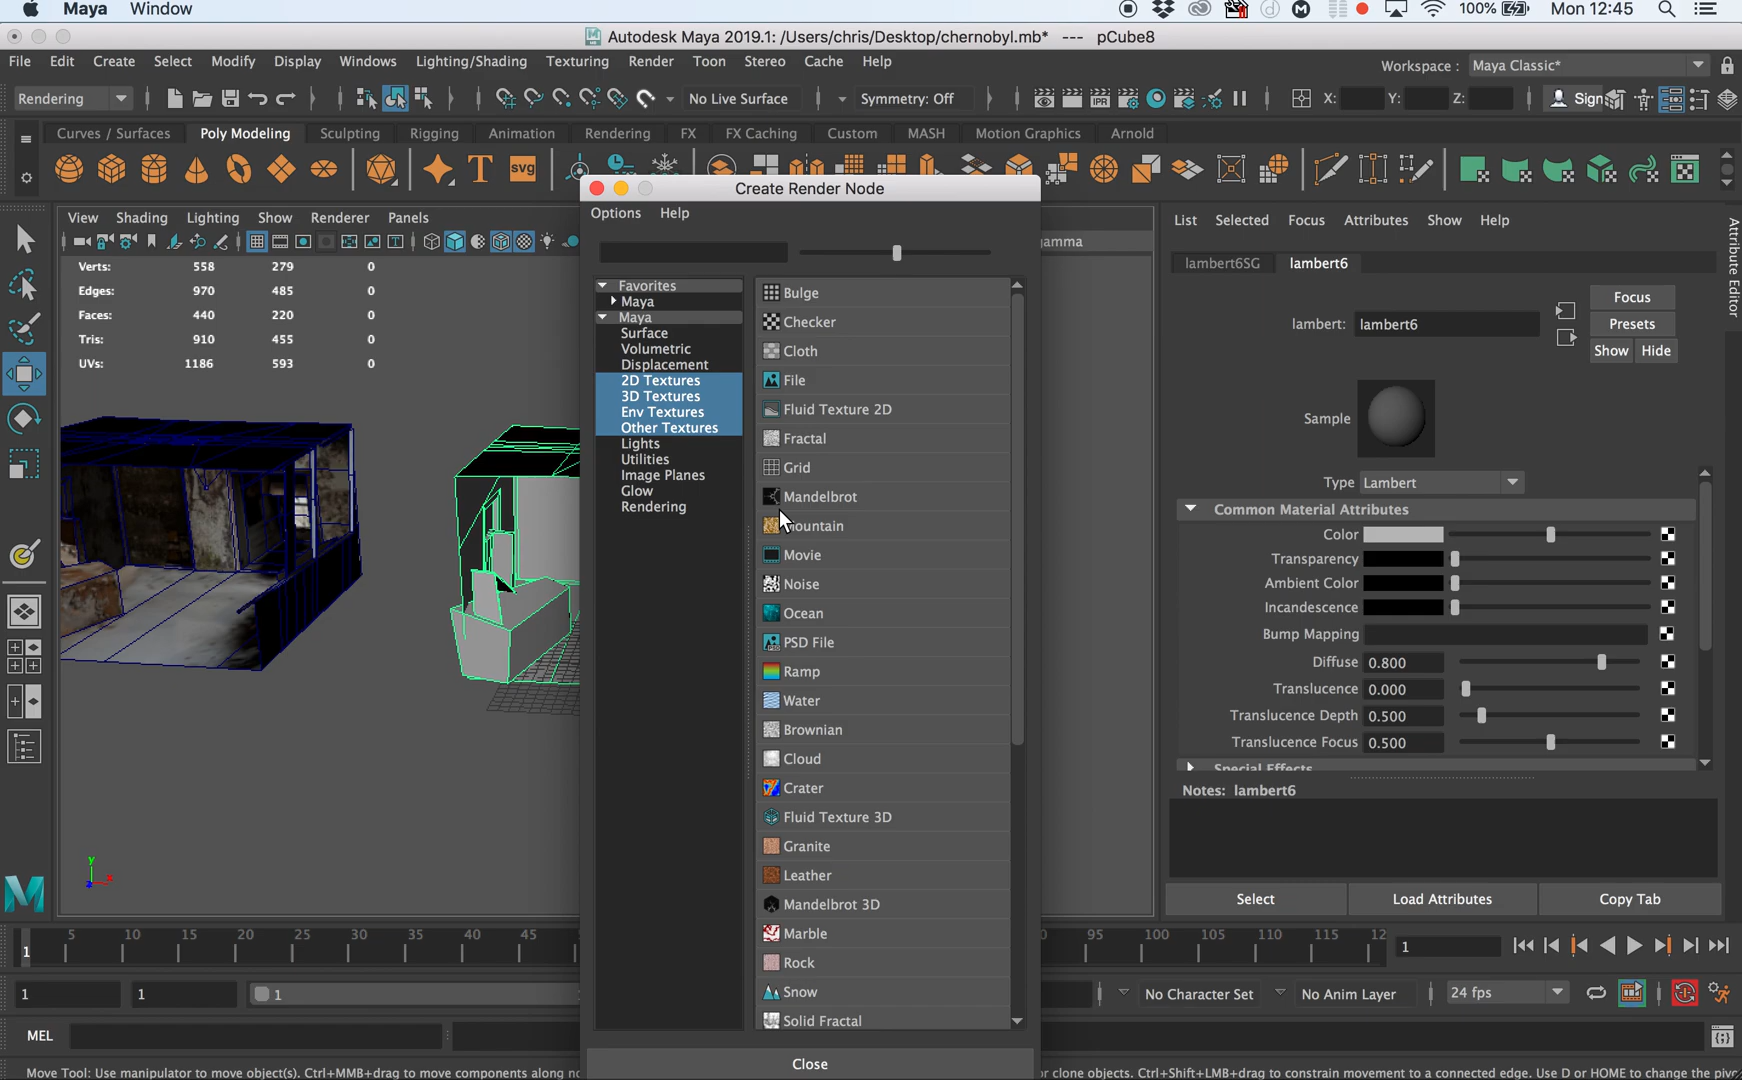 Maya Window 100% Mon 12:45
Autodesk Maya 2019.1: /Users/chris/Desktop/chernobyl.mb* --- pCube8
File Edit Create Select Modify Display Windows Lighting/Shading Texturing Render Toon Stereo Cache Help Workspace : Maya Classic*
Rendering No Live Surface Symmetry: Off IPR X: Y: Z: Sign
Curves / Surfaces Poly Modeling Sculpting Rigging Animation Rendering FX FX Caching Custom MASH Motion Graphics Arnold
T svg
Create Render Node
Options Help
View Shading Lighting Show Renderer Panels
Verts: 558 279 0
Edges: 970 485 0
Faces: 440 220 0
Tris: 910 455 0
UVs: 1186 593 0
Favorites
Maya
Maya
Surface
Volumetric
Displacement
2D Textures
3D Textures
Env Textures
Other Textures
Lights
Utilities
Image Planes
Glow
Rendering
Bulge
Checker
Cloth
File
Fluid Texture 2D
Fractal
Grid
Mandelbrot
ountain
Movie
Noise
Ocean
PSD File
Ramp
Water
Brownian
Cloud
Crater
Fluid Texture 3D
Granite
Leather
Mandelbrot 3D
Marble
Rock
Snow
Solid Fractal
Close
amma
List Selected Focus Attributes Show Help
Attribute Editor
lambert6SG lambert6
Focus
lambert: lambert6 Presets
Show Hide
Sample
Type Lambert
Common Material Attributes
Color
Transparency
Ambient Color
Incandescence
Bump Mapping
Diffuse 0.800
Translucence 0.000
Translucence Depth 0.500
Translucence Focus 0.500
Special Effects
Notes: lambert6
Select Load Attributes Copy Tab
y
z x
1 5 10 15 20 25 30 35 40 45 0 95 100 105 110 115 12 1
1 1 1 No Character Set No Anim Layer 24 fps
MEL
Move Tool: Use manipulator to move object(s). Ctrl+MMB+drag to move components along no r clone objects. Ctrl+Shift+LMB+drag to constrain movement to a connected edge. Use D or HOME to change the pivo